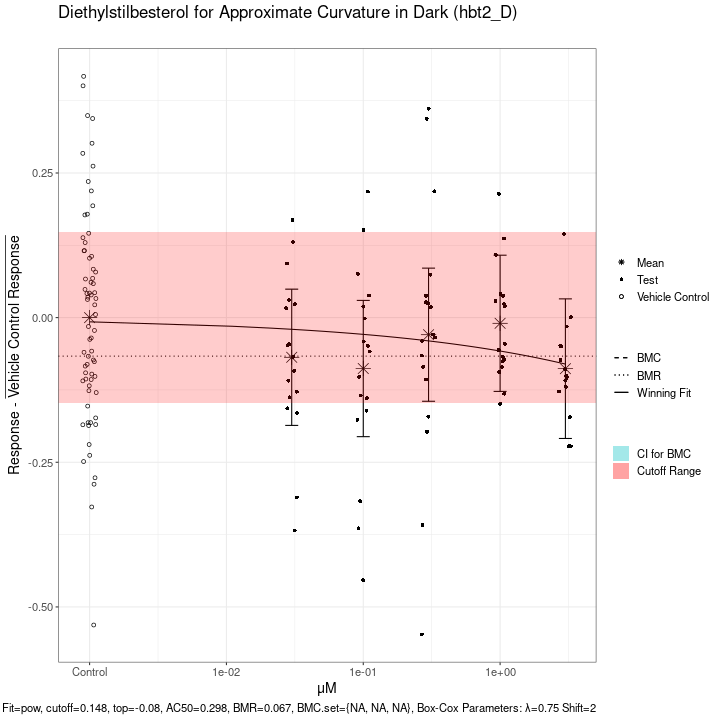 Diethylstilbesterol for Approximate Curvature in Dark (hbt2_D)
Response - Vehicle Control Response
0.25
0.00
-0.25
-0.50
Control
1e-02
1e-01
1e+00
μM
Mean
Test
Vehicle Control
BMC
BMR
Winning Fit
CI for BMC
Cutoff Range
Fit=pow, cutoff=0.148, top=-0.08, AC50=0.298, BMR=0.067, BMC.set={NA, NA, NA}, Box-Cox Parameters: λ=0.75 Shift=2